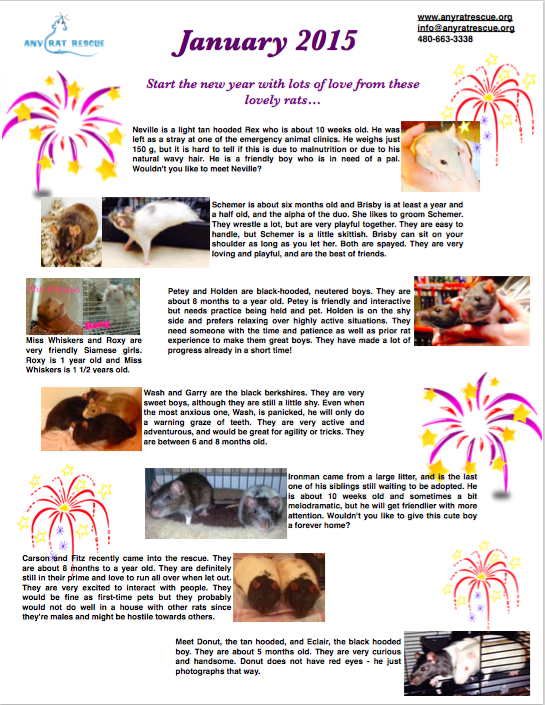 ANY RAT RESCUE
January 2015
www.anyratrescue.org
info@anyratrescue.org
480-663-3338
Start the new year with lots of love from these
lovely rats…
Neville is a light tan hooded Rex who is about 10 weeks old. He was
left as a stray at one of the emergency animal clinics. He weighs just
150 g, but it is hard to tell if this is due to malnutrition or due to his
natural wavy hair. He is a friendly boy who is in need of a pal.
Wouldn't you like to meet Neville?
Schemer is about six months old and Brisby is at least a year and
a half old, and the alpha of the duo. She likes to groom Schemer.
They wrestle a lot, but are very playful together. They are easy to
handle, but Schemer is a little skittish. Brisby can sit on your
shoulder as long as you let her. Both are spayed. They are very
loving and playful, and are the best of friends.
Miss Whiskers
Roxy
Miss Whiskers and Roxy are
very friendly Siamese girls.
Roxy is 1 year old and Miss
Whiskers is 1 1/2 years old.
Petey and Holden are black-hooded, neutered boys. They are
about 8 months to a year old. Petey is friendly and interactive
but needs practice being held and pet. Holden is on the shy
side and prefers relaxing over highly active situations. They
need someone with the time and patience as well as prior rat
experience to make them great boys. They have made a lot of
progress already in a short time!
Wash and Garry are the black berkshires. They are very
sweet boys, although they are still a little shy. Even when
the most anxious one, Wash, is panicked, he will only do
a warning graze of teeth. They are very active and
adventurous, and would be great for agility or tricks. They
are between 6 and 8 months old.
Ironman came from a large litter, and is the last
one of his siblings still waiting to be adopted. He
is about 10 weeks old and sometimes a bit
melodramatic, but he will get friendlier with more
attention. Wouldn't you like to give this cute boy
a forever home?
Carson and Fitz recently came into the rescue. They
are about 8 months to a year old. They are definitely
still in their prime and love to run all over when let out.
They are very excited to interact with people. They
would be fine as first-time pets but they probably
would not do well in a house with other rats since
they're males and might be hostile towards others.
Meet Donut, the tan hooded, and Eclair, the black hooded
boy. They are about 5 months old. They are very curious
and handsome. Donut does not have red eyes - he just
photographs that way.